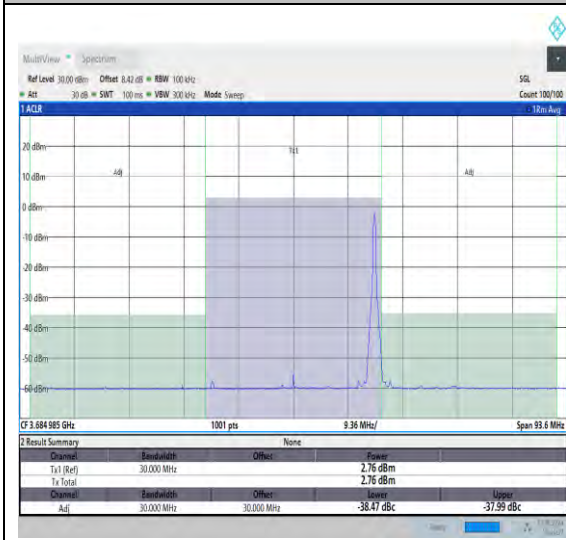 MultiView Spectrum
Ref Level 30.00 dBm Offset 8.42 dB RBW 100 kHz SGL
Att 30 dB SWT 100 ms VBW 300 kHz Mode Sweep Count 100/100
1 ACLR 1Rm Avg
Tx1
20 dBm
Adj Adj
10 dBm
0 dBm
-10 dBm
-20 dBm
-30 dBm
-40 dBm
-50 dBm
-60 dBm
CF 3.684 985 GHz 1001 pts 9.36 MHz/ Span 93.6 MHz
2 Result Summary None
Channel Bandwidth Offset Power
Tx1 (Ref) 30.000 MHz 2.76 dBm
Tx Total 2.76 dBm
Channel Bandwidth Offset Lower Upper
Adj 30.000 MHz 30.000 MHz -38.47 dBc -37.99 dBc